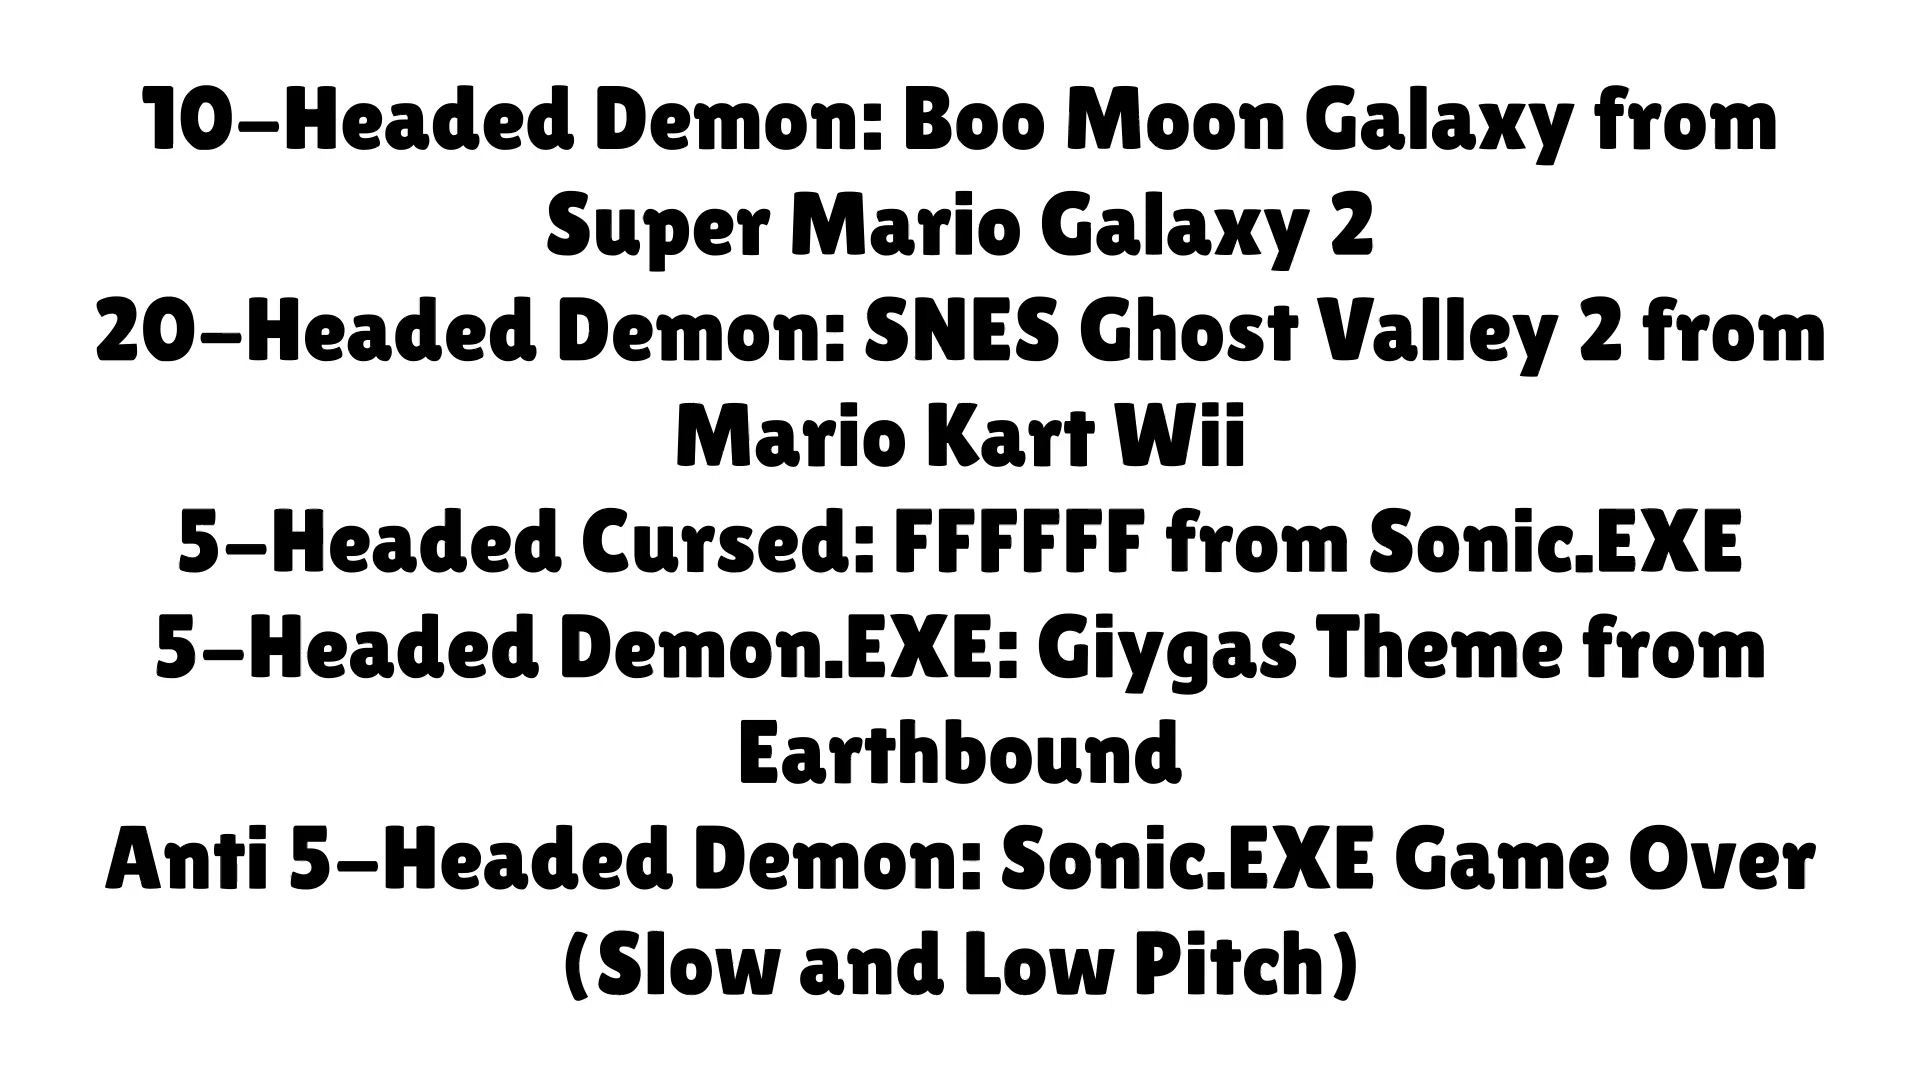 10-Headed Demon: Boo Moon Galaxy from
Super Mario Galaxy 2
20-Headed Demon: SNES Ghost Valley 2 from
Mario Kart Wii
5-Headed Cursed: FFFFFF from Sonic.EXE
5-Headed Demon.EXE: Giygas Theme from
Earthbound
Anti 5-Headed Demon: Sonic.EXE Game Over
(Slow and Low Pitch)